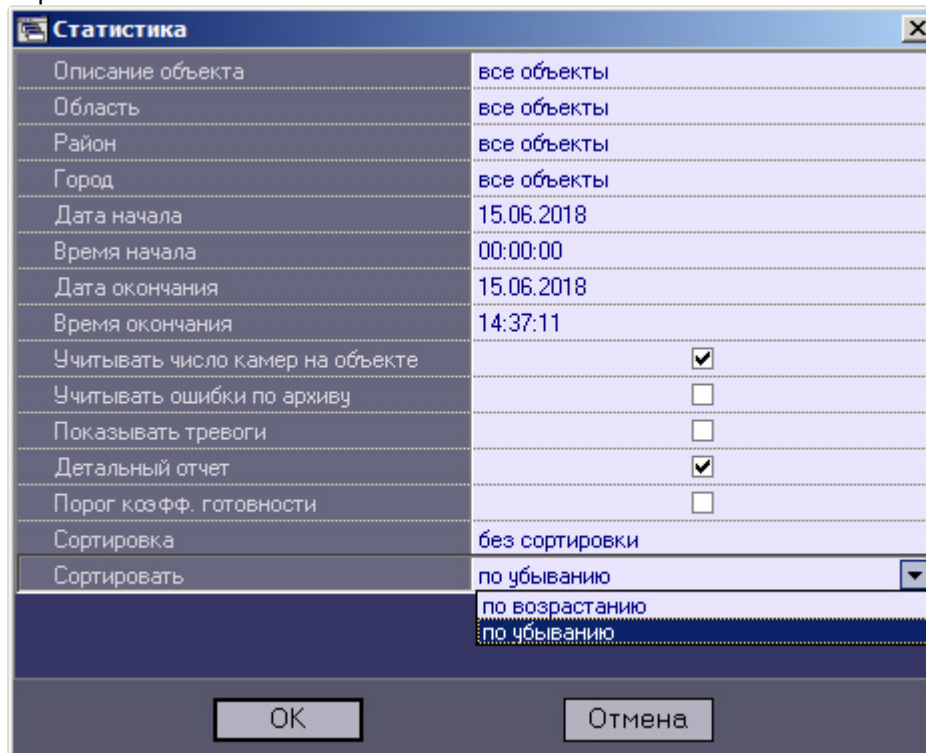 Статистика
Описание объекта все объекты
Область все объекты
Район все объекты
Город все объекты
Дата начала 15.06.2018
Время начала 00:00:00
Дата окончания 15.06.2018
Время окончания 14:37:11
Учитывать число камер на объекте
Учитывать ошибки по архиву
Показывать тревоги
Детальный отчет
Порог коэфф. готовности
Сортировка без сортировки
Сортировать по убыванию
по возрастанию
по убыванию
OK Отмена